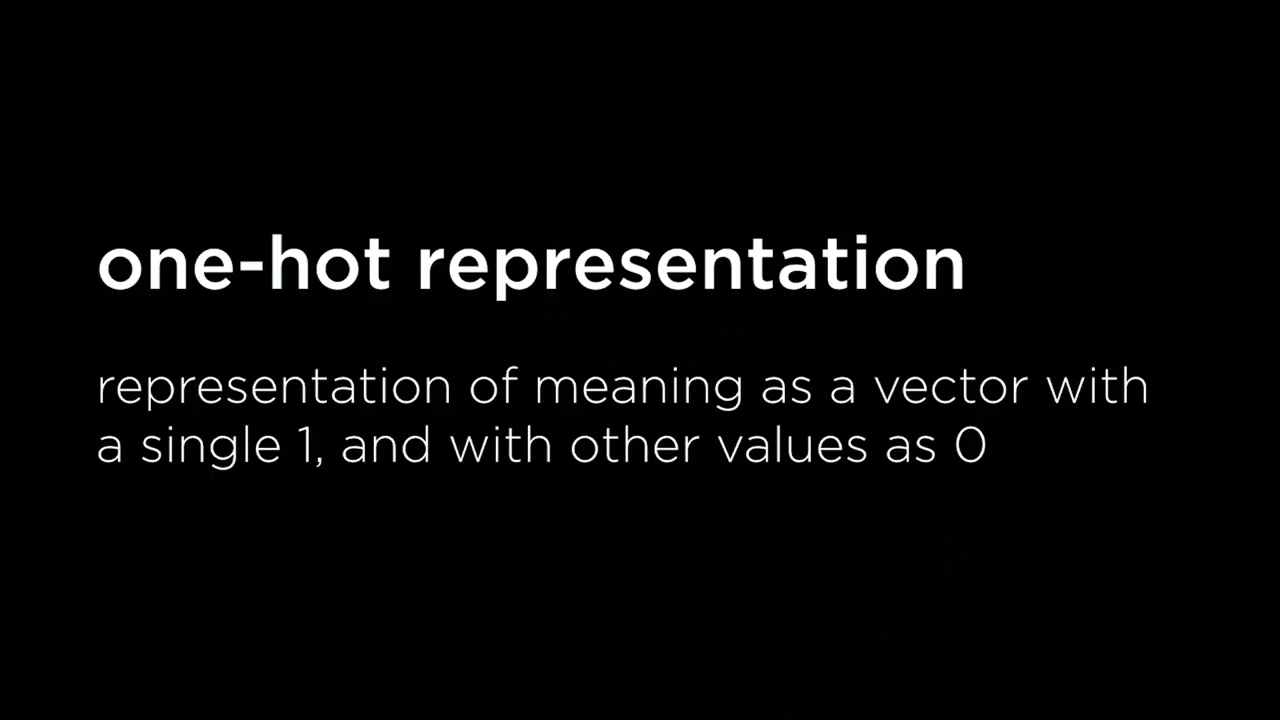 one-hot representation
representation of meaning as a vector with
a single 1, and with other values as 0